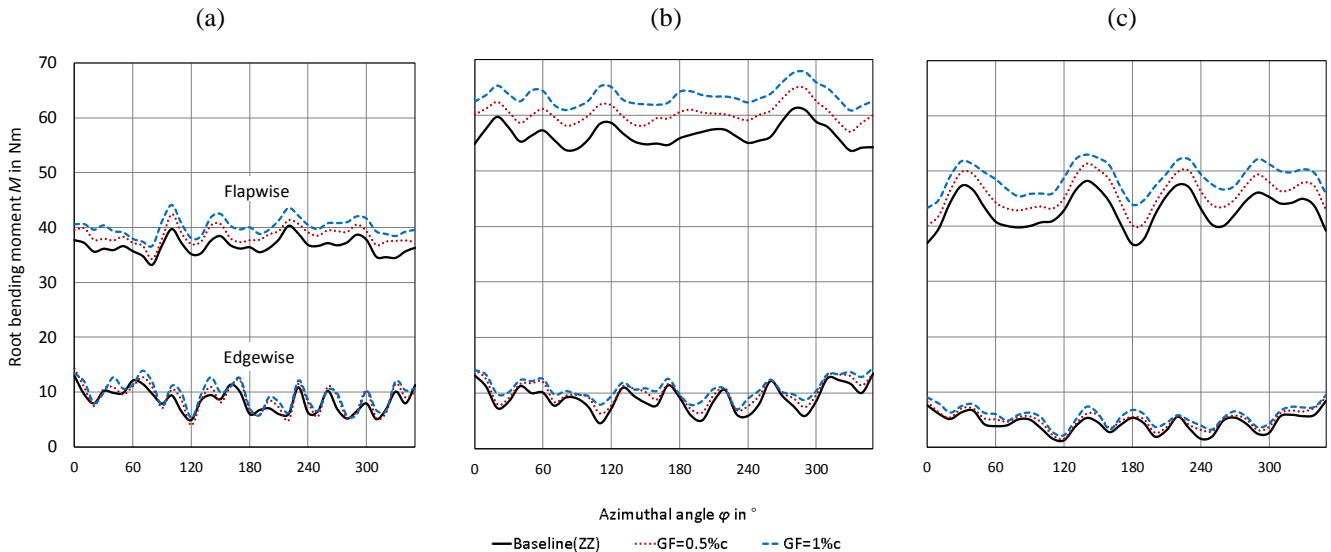 (a) (b) (c)
Root bending moment M in Nm
70
60
50
40
30
20
10
0
Flapwise
Edgewise
0 60 120 180 240 300 0 60 120 180 240 300 0 60 120 180 240 300
Azimuthal angle φ in °
Baseline(ZZ) GF=0.5%c GF=1%c